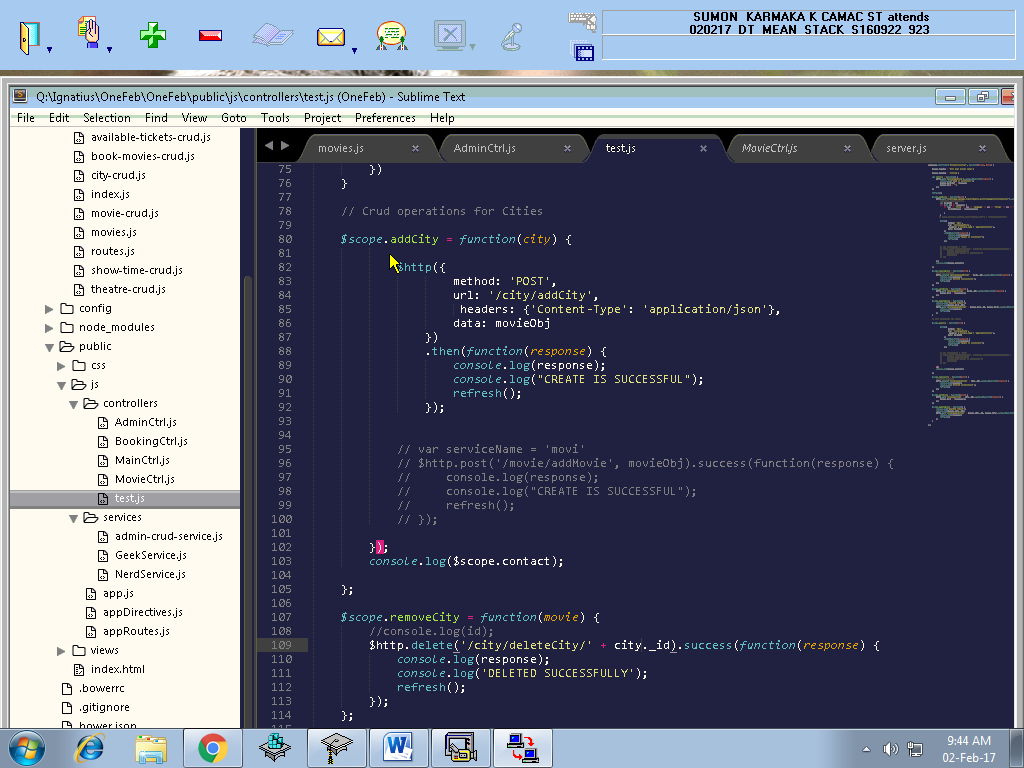 SUMON KARMAKA K CAMAC ST attends
020217 DT MEAN STACK S160922 923
Q:\Ignatius\OneFeb\OneFeb\public\js\controllers\test.js (OneFeb) - Sublime Text
File Edit Selection Find View Goto Tools Project Preferences Help
available-tickets-crud.js
book-movies-crud.js
city-crud.js
index.js
movie-crud.js
movies.js
routes.js
show-time-crud.js
theatre-crud.js
config
node_modules
public
css
js
controllers
AdminCtrl.js
BookingCtrl.js
MainCtrl.js
MovieCtrl.js
test.js
services
admin-crud-service.js
GeekService.js
NerdService.js
app.js
appDirectives.js
appRoutes.js
views
index.html
.bowerrc
.gitignore
bower.json
movies.js AdminCtrl.js test.js MovieCtrl.js server.js
75 })
76 }
77
78 // Crud operations for Cities
79
80 $scope.addCity = function(city) {
81
82 $http({
83 method: 'POST',
84 url: '/city/addCity',
85 headers: {'Content-Type': 'application/json'},
86 data: movieObj
87 })
88 .then(function(response) {
89 console.log(response);
90 console.log("CREATE IS SUCCESSFUL");
91 refresh();
92 });
93
94
95 // var serviceName = 'movi'
96 // $http.post('/movie/addMovie', movieObj).success(function(response) {
97 // console.log(response);
98 // console.log("CREATE IS SUCCESSFUL");
99 // refresh();
100 // });
101
102 });
103 console.log($scope.contact);
104
105 };
106
107 $scope.removeCity = function(movie) {
108 //console.log(id);
109 $http.delete('/city/deleteCity/' + city._id).success(function(response) {
110 console.log(response);
111 console.log('DELETED SUCCESSFULLY');
112 refresh();
113 });
114 };
9:44 AM
02-Feb-17